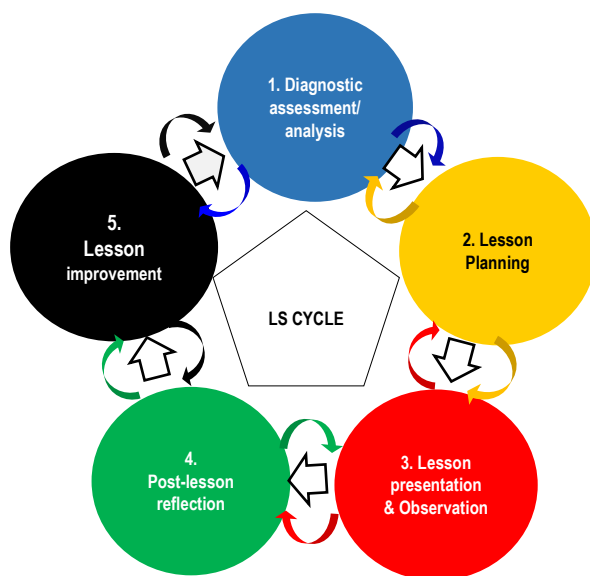 1. Diagnostic
assessment/
analysis
2. Lesson
Planning
3. Lesson
presentation
& Observation
4.
Post-lesson
reflection
5.
Lesson
improvement
LS CYCLE